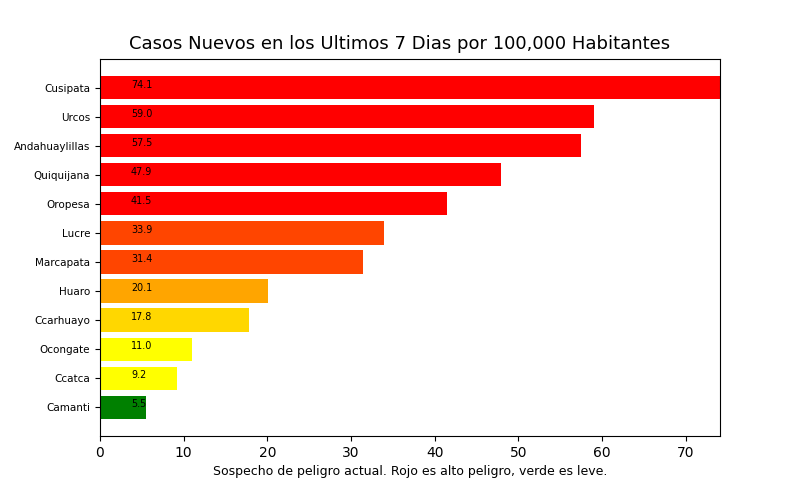 Casos Nuevos en los Ultimos 7 Dias por 100,000 Habitantes
Cusipata 74.1
Urcos 59.0
Andahuaylillas 57.5
Quiquijana 47.9
Oropesa 41.5
Lucre 33.9
Marcapata 31.4
Huaro 20.1
Ccarhuayo 17.8
Ocongate 11.0
Ccatca 9.2
Camanti 5.5
0 10 20 30 40 50 60 70
Sospecho de peligro actual. Rojo es alto peligro, verde es leve.